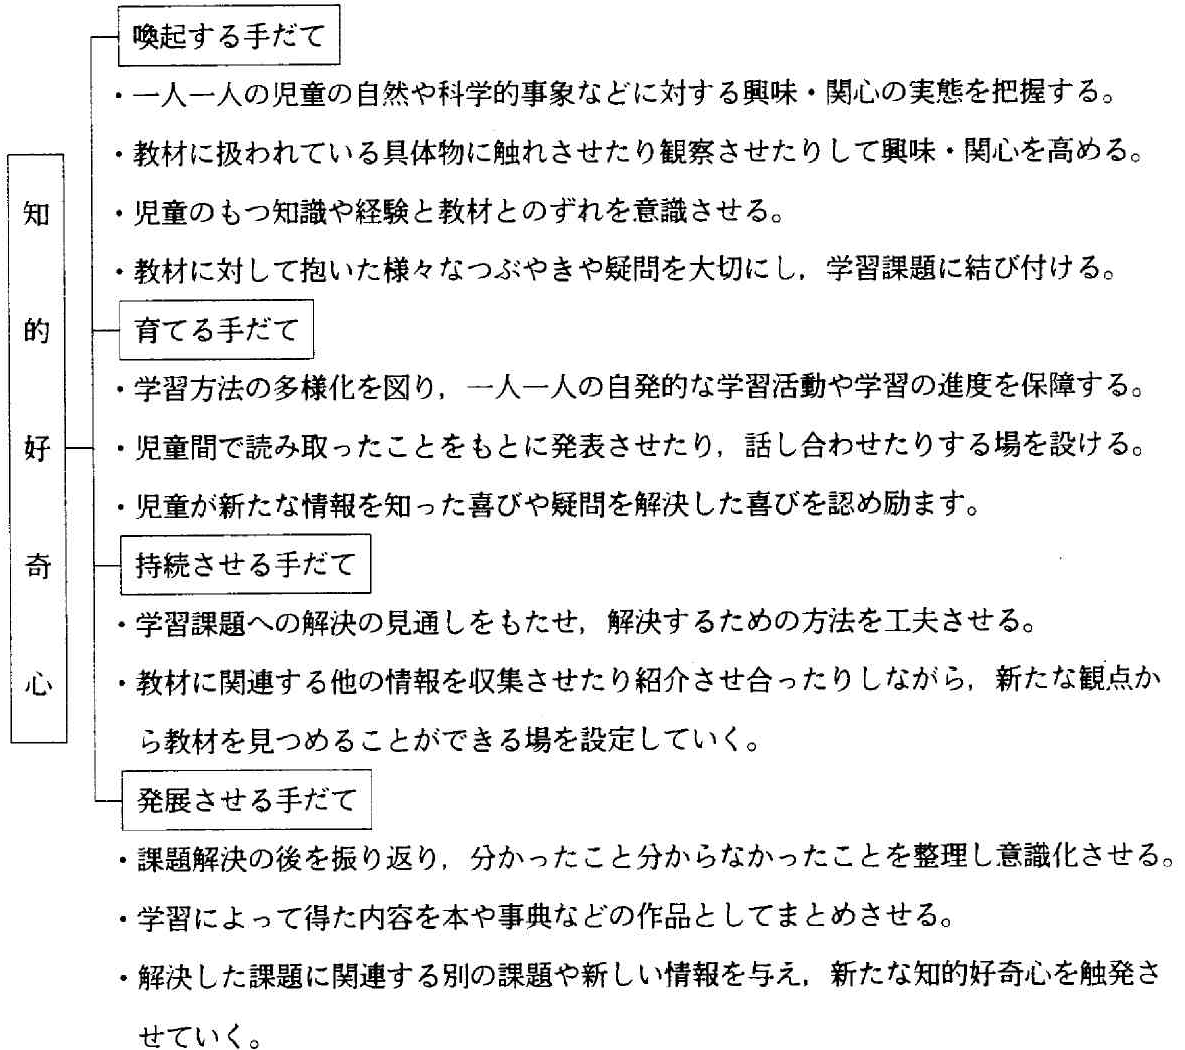 知的好奇心
喚起する手だて
・一人一人の児童の自然や科学的事象などに対する興味・関心の実態を把握する。
・教材に扱われている具体物に触れさせたり観察させたりして興味・関心を高める。
・児童のもつ知識や経験と教材とのずれを意識させる。
・教材に対して抱いた様々なつぶやきや疑問を大切にし，学習課題に結び付ける。
育てる手だて
・学習方法の多様化を図り，一人一人の自発的な学習活動や学習の進度を保障する。
・児童間で読み取ったことをもとに発表させたり，話し合わせたりする場を設ける。
・児童が新たな情報を知った喜びや疑問を解決した喜びを認め励ます。
持続させる手だて
・学習課題への解決の見通しをもたせ，解決するための方法を工夫させる。
・教材に関連する他の情報を収集させたり紹介させ合ったりしながら，新たな観点か
ら教材を見つめることができる場を設定していく。
発展させる手だて
・課題解決の後を振り返り，分かったこと分からなかったことを整理し意識化させる。
・学習によって得た内容を本や事典などの作品としてまとめさせる。
・解決した課題に関連する別の課題や新しい情報を与え，新たな知的好奇心を触発さ
せていく。